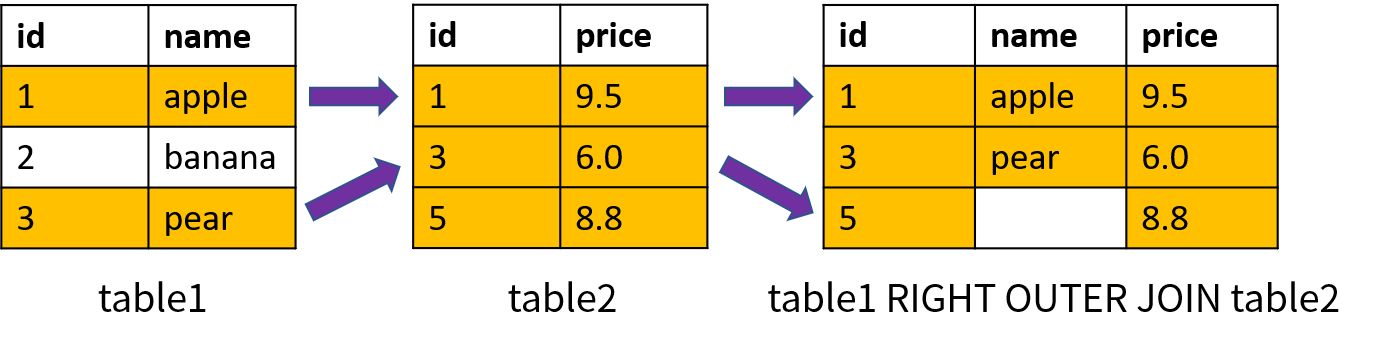 id name
1 apple
2 banana
3 pear
table1
id price
1 9.5
3 6.0
5 8.8
table2
id name price
1 apple 9.5
3 pear 6.0
5 8.8
table1 RIGHT OUTER JOIN table2